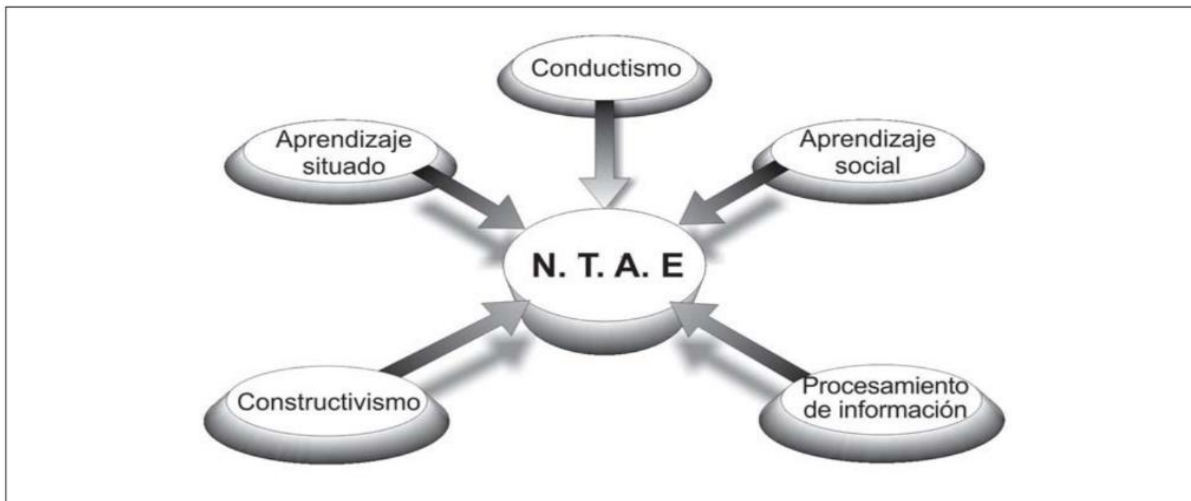 Conductismo
Aprendizaje
situado
Aprendizaje
social
N. T. A. E
Constructivismo
Procesamiento
de información